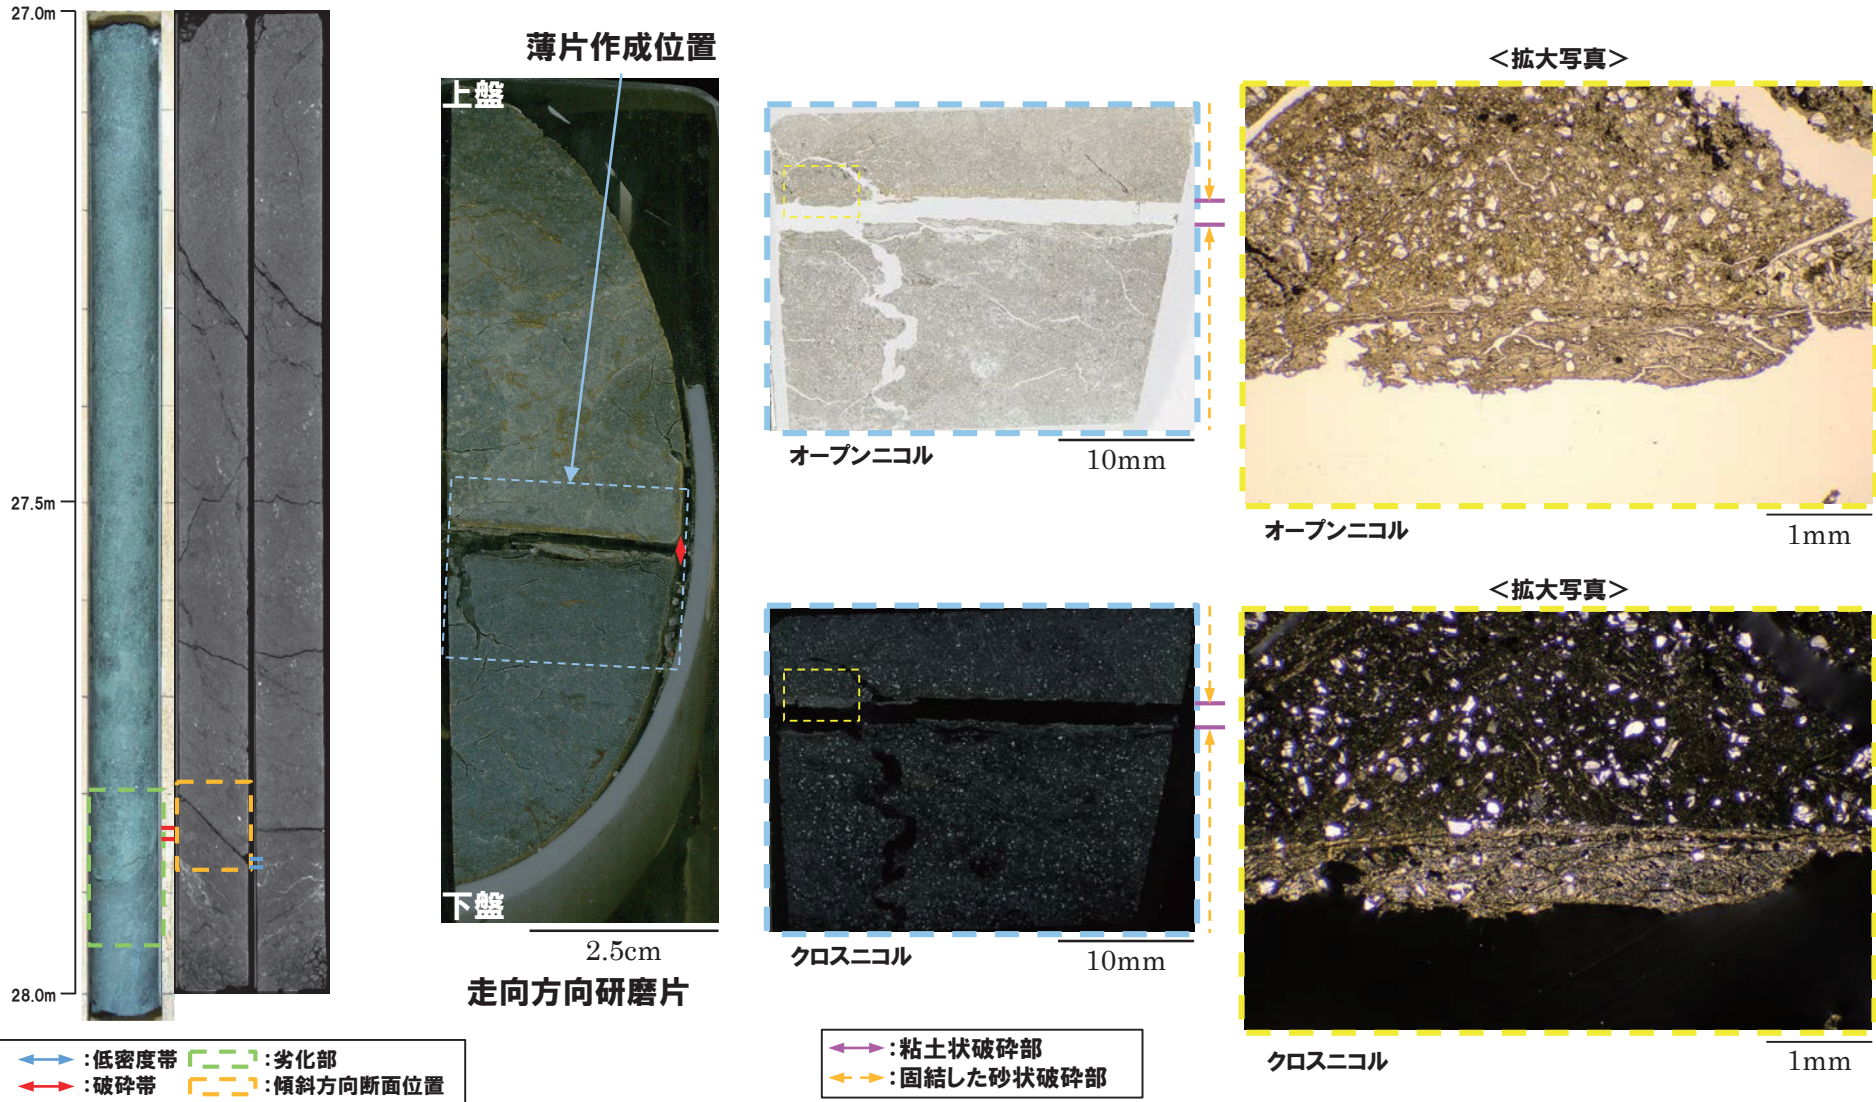 27.0m
27.5m
28.0m
:低密度帯
:劣化部
:破砕帯
:傾斜方向断面位置
薄片作成位置
上盤
下盤
2.5cm
走向方向研磨片
オープンニコル
10mm
クロスニコル
10mm
:粘土状破砕部
:固結した砂状破砕部
<拡大写真>
オープンニコル
1mm
<拡大写真>
クロスニコル
1mm